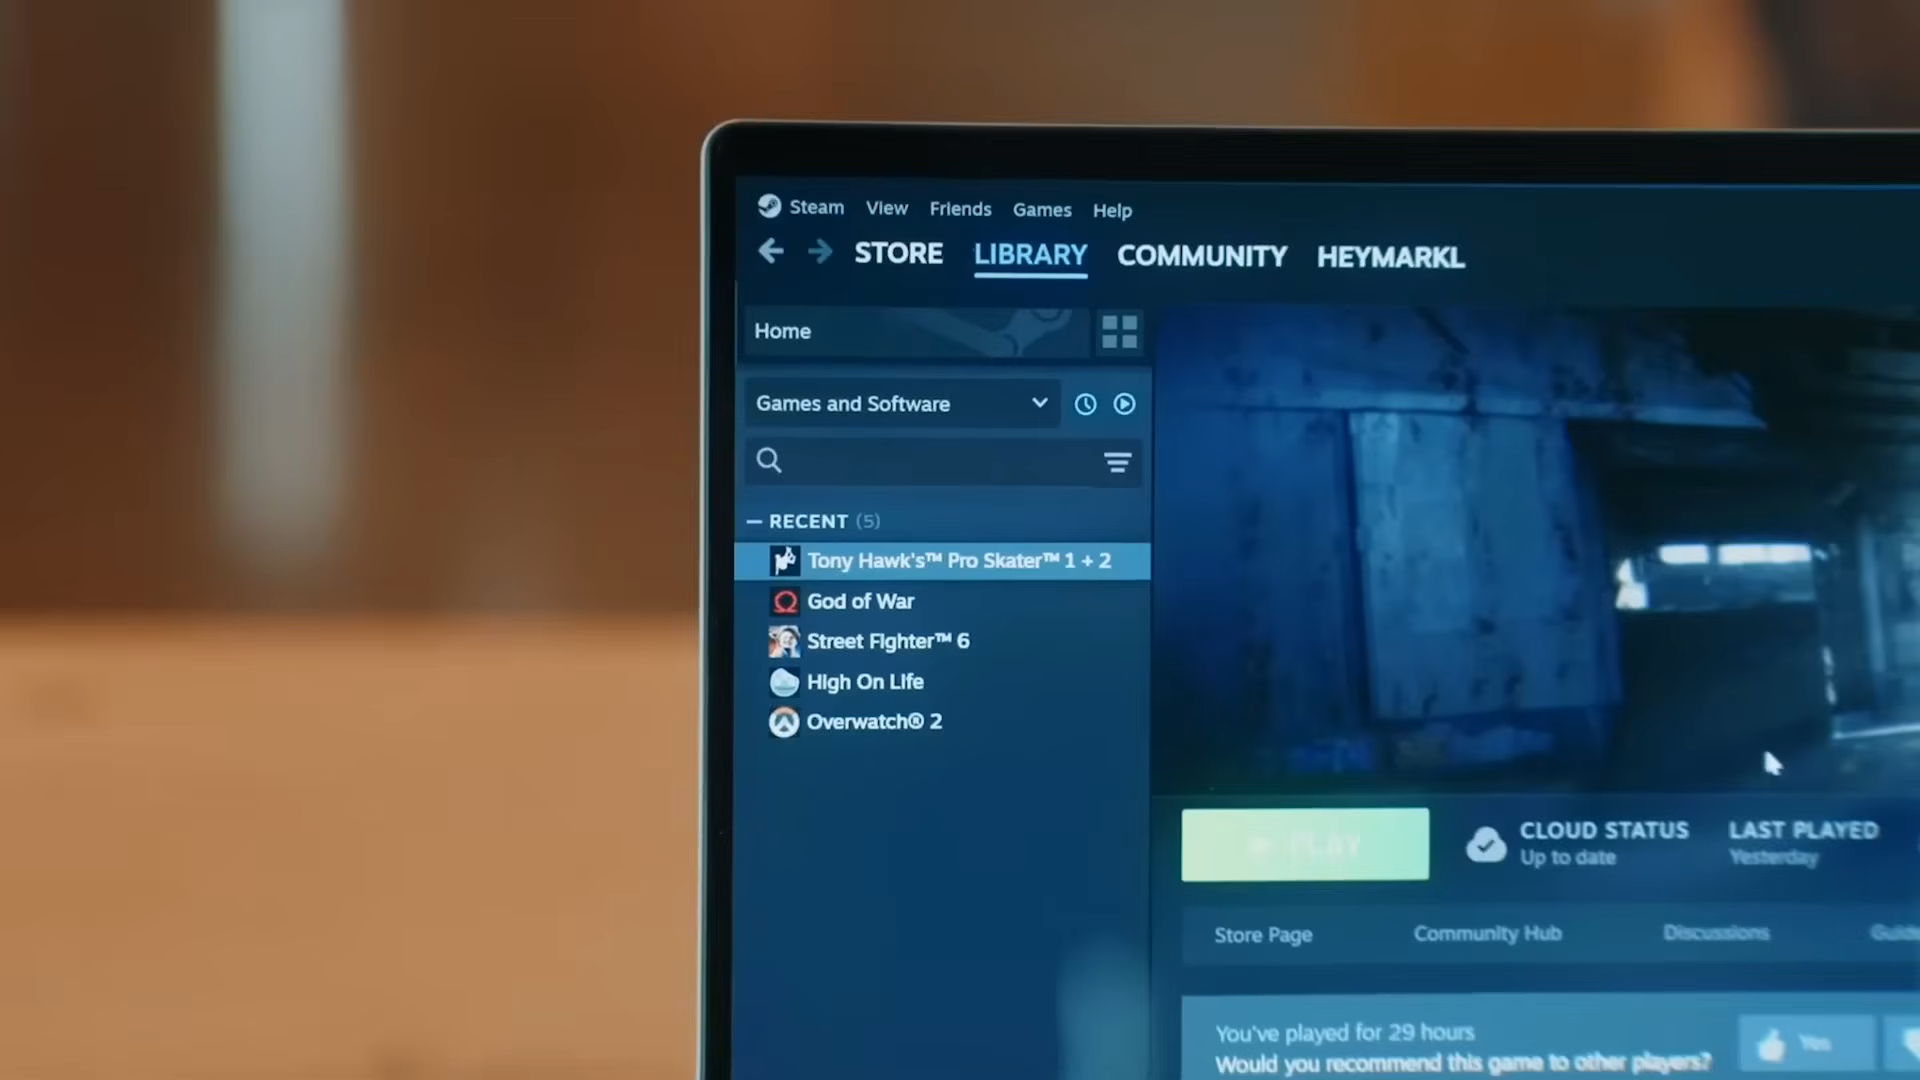 Steam View Friends Games Help
STORE LIBRARY COMMUNITY HEYMARKL
Home
Games and Software
RECENT (5)
Tony Hawk's™ Pro Skater™ 1 + 2
God of War
Street Fighter™ 6
High On Life
Overwatch® 2
PLAY
CLOUD STATUS
Up to date
LAST PLAYED
Yesterday
Store Page Community Hub Discussions
You've played for 29 hours
Would you recommend this game to other players?
Yes